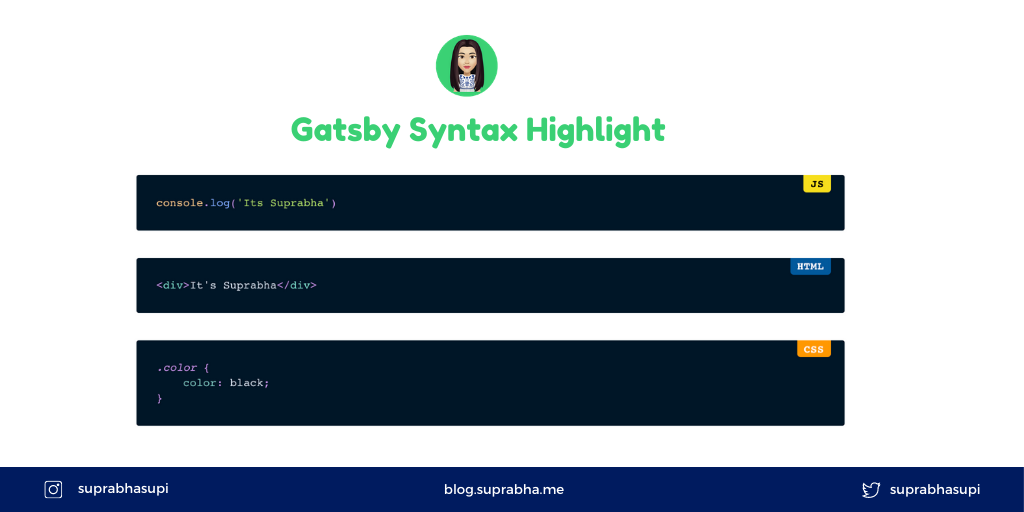 Gatsby Syntax Highlight
JS
console.log('Its Suprabha')
HTML
<div>It's Suprabha</div>
CSS
.color {
    color: black;
}
suprabhasupi
blog.suprabha.me
suprabhasupi